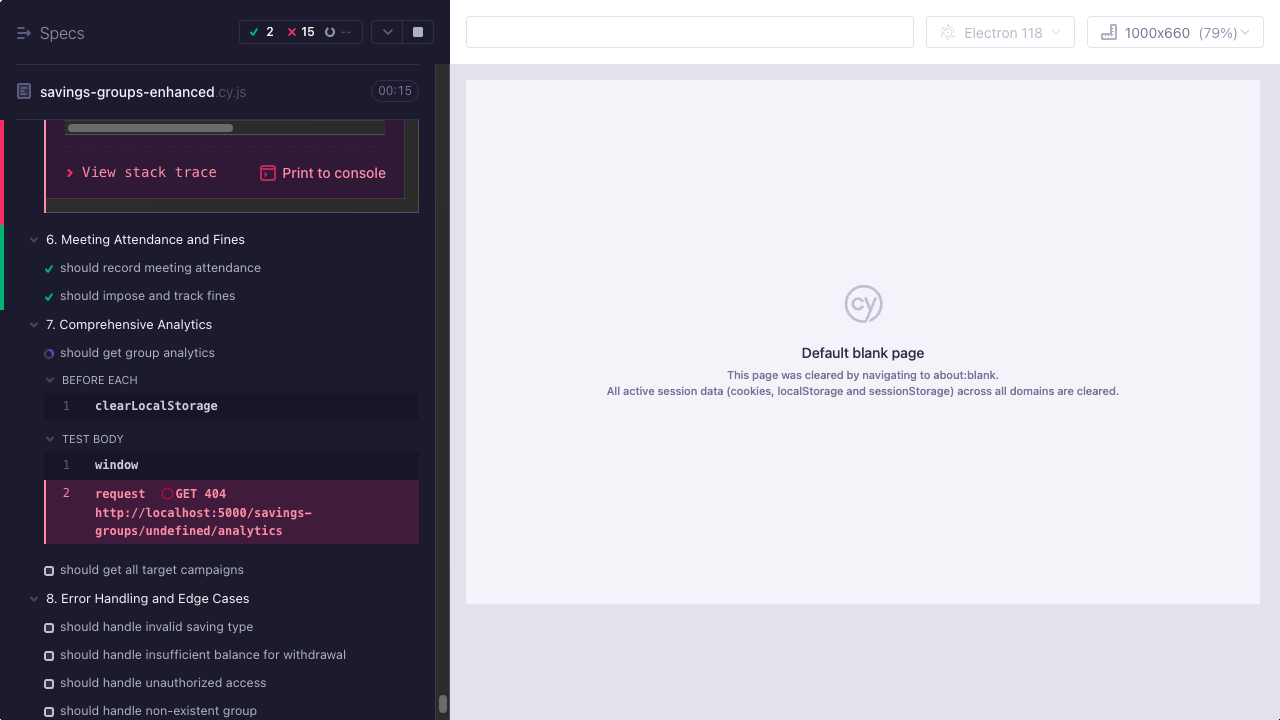 Specs
2
15
--
Electron 118
1000x660 (79%)
savings-groups-enhanced.cy.js
00:15
View stack trace
Print to console
6. Meeting Attendance and Fines
should record meeting attendance
should impose and track fines
7. Comprehensive Analytics
should get group analytics
BEFORE EACH
1 clearLocalStorage
TEST BODY
1 window
2 request GET 404
http://localhost:5000/savings-
groups/undefined/analytics
should get all target campaigns
8. Error Handling and Edge Cases
should handle invalid saving type
should handle insufficient balance for withdrawal
should handle unauthorized access
should handle non-existent group
cy
Default blank page
This page was cleared by navigating to about:blank.
All active session data (cookies, localStorage and sessionStorage) across all domains are cleared.